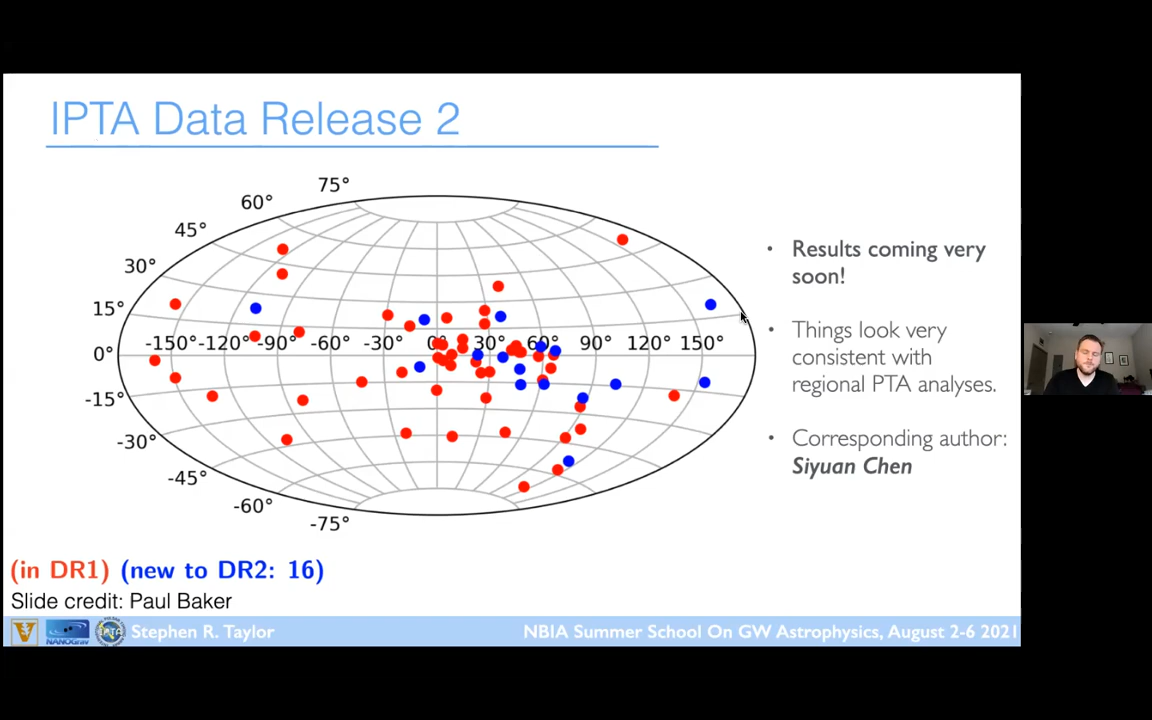 IPTA Data Release 2
75°
60°
45°
30°
15°
0°
-15°
-30°
-45°
-60°
-75°
-150° -120° -90° -60° -30° 0° 30° 60° 90° 120° 150°
• Results coming very
soon!
• Things look very
consistent with
regional PTA analyses.
• Corresponding author:
Siyuan Chen
(in DR1) (new to DR2: 16)
Slide credit: Paul Baker
V NANOGrav IPTA Stephen R. Taylor NBIA Summer School On GW Astrophysics, August 2-6 2021